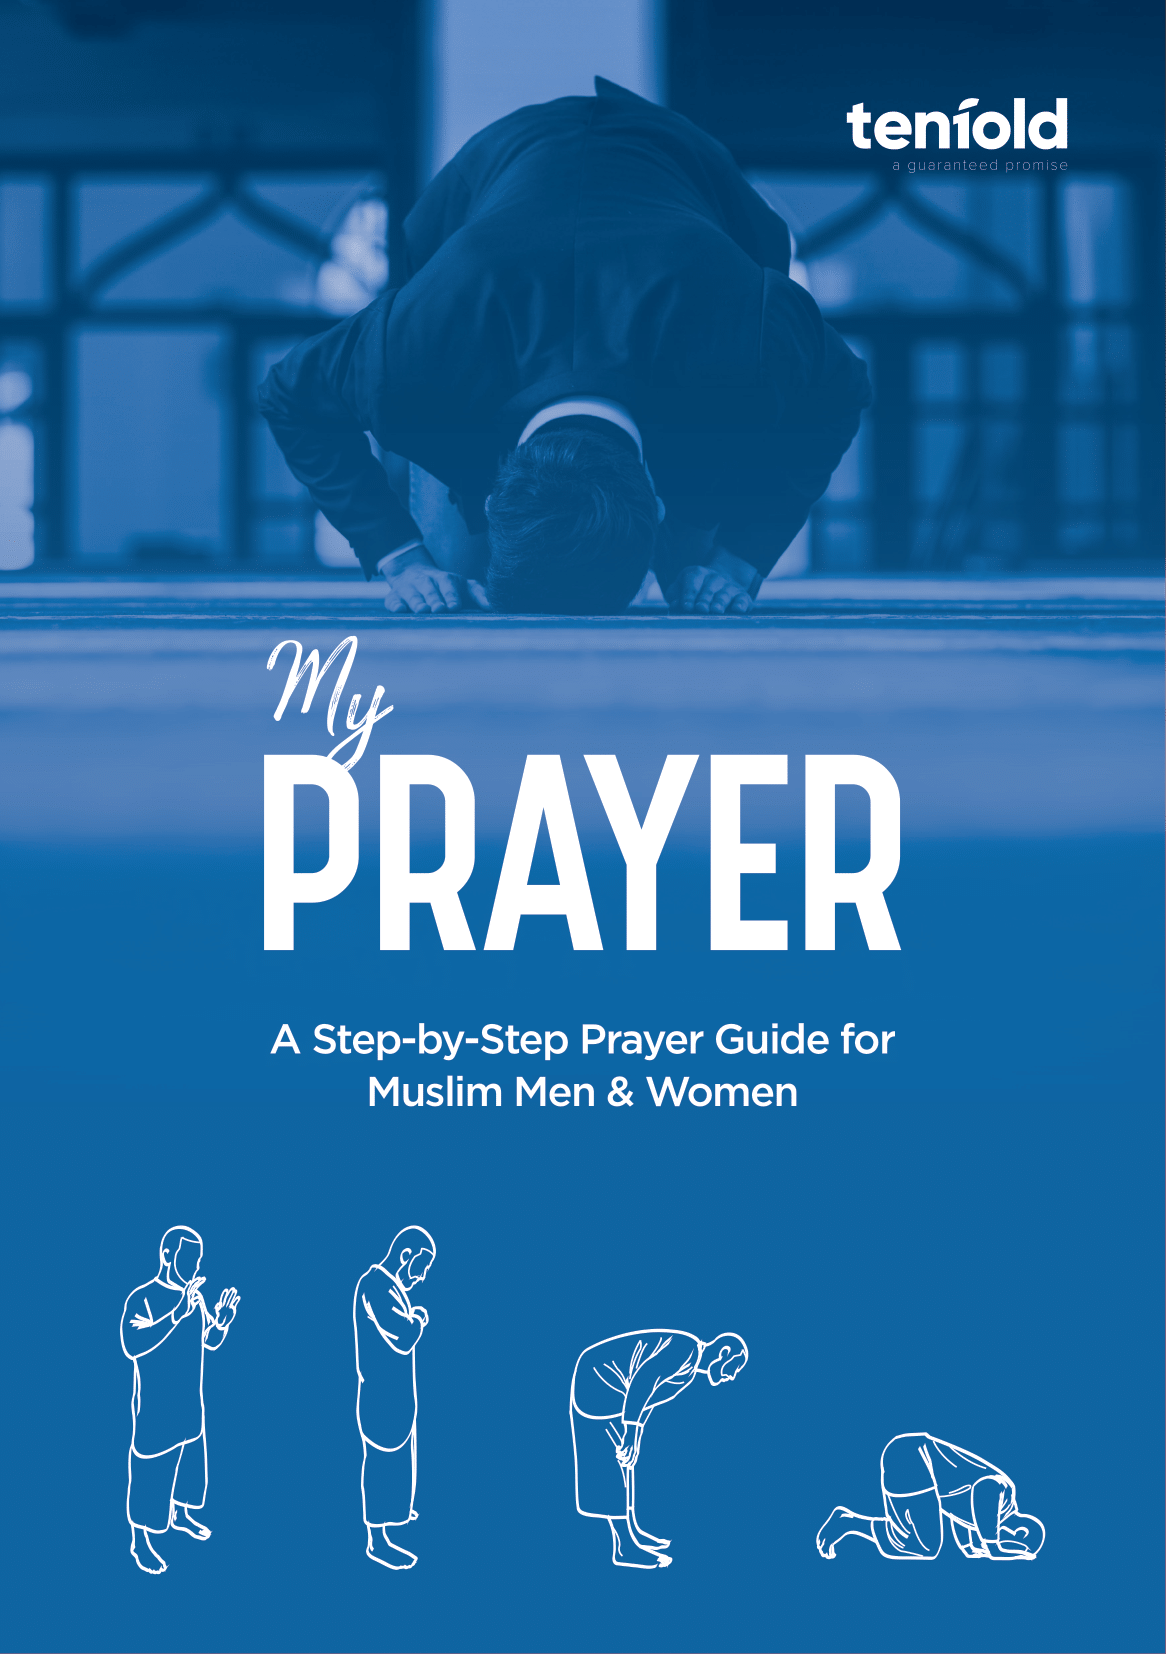 tenfold
a guaranteed promise
My
PRAYER
A Step-by-Step Prayer Guide for
Muslim Men & Women